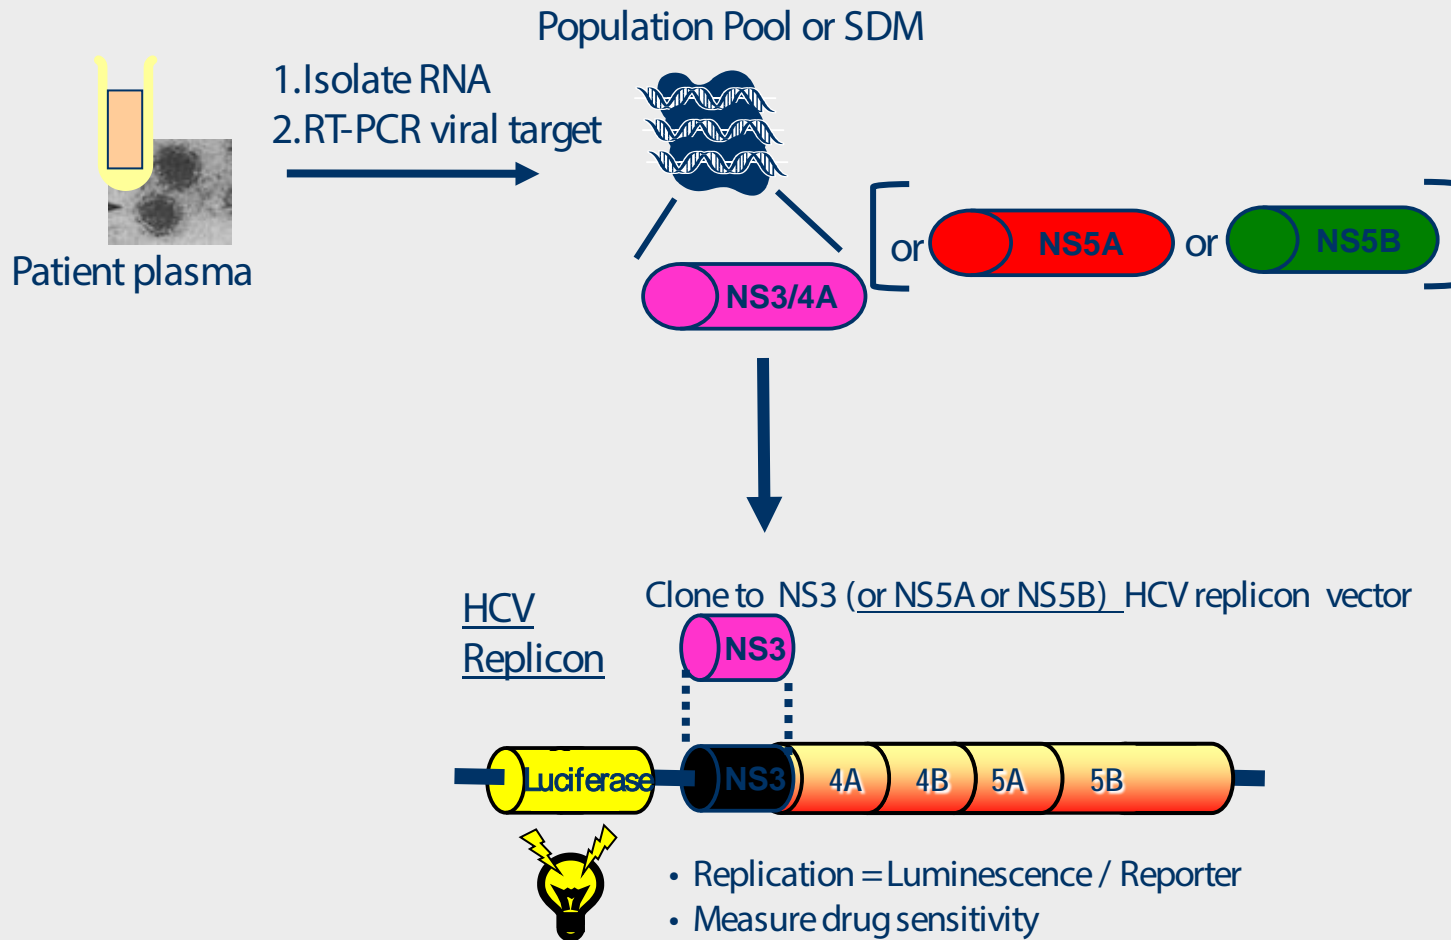 Population Pool or SDM
1.Isolate RNA
2.RT-PCR viral target
Patient plasma
or NS5A or NS5B
NS3/4A
Clone to NS3 (or NS5A or NS5B) HCV replicon vector
HCV
Replicon
NS3
Luciferase NS3 4A 4B 5A 5B
• Replication = Luminescence / Reporter
• Measure drug sensitivity